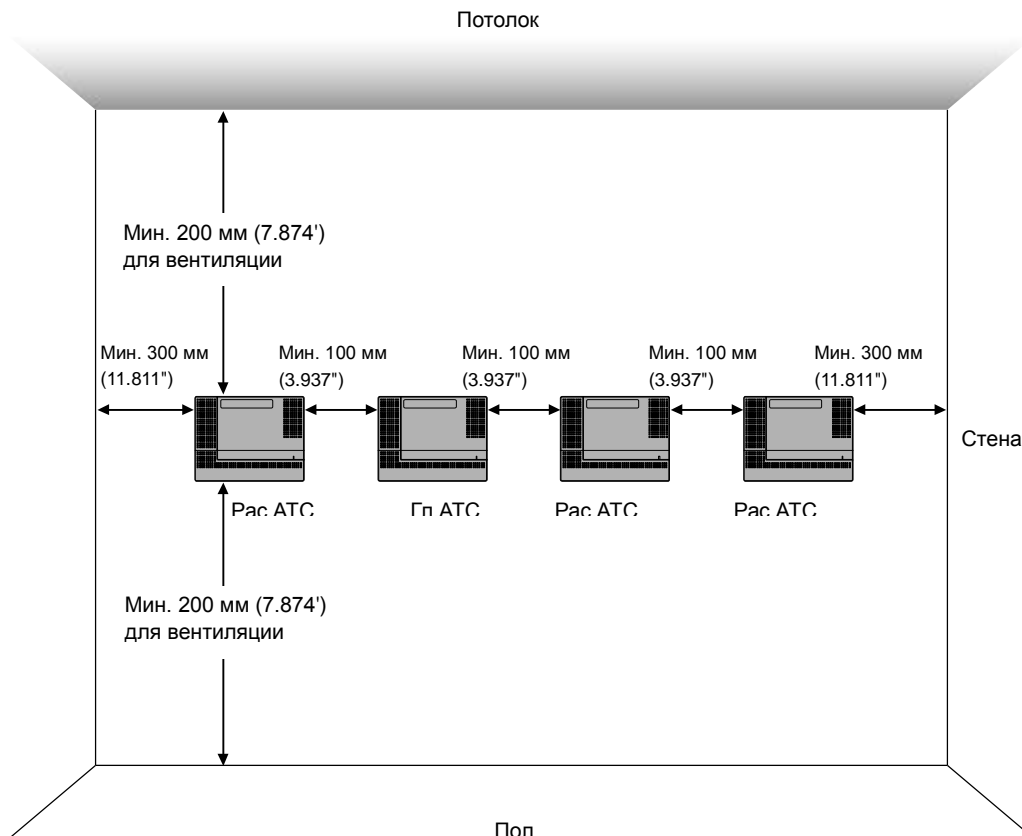 Потолок
Мин. 200 мм (7.874')
для вентиляции
Мин. 300 мм
(11.811")
Мин. 100 мм
(3.937")
Мин. 100 мм
(3.937")
Мин. 100 мм
(3.937")
Мин. 300 мм
(11.811")
Стена
Рас АТС
Гл АТС
Рас АТС
Рас АТС
Мин. 200 мм (7.874')
для вентиляции
Пол